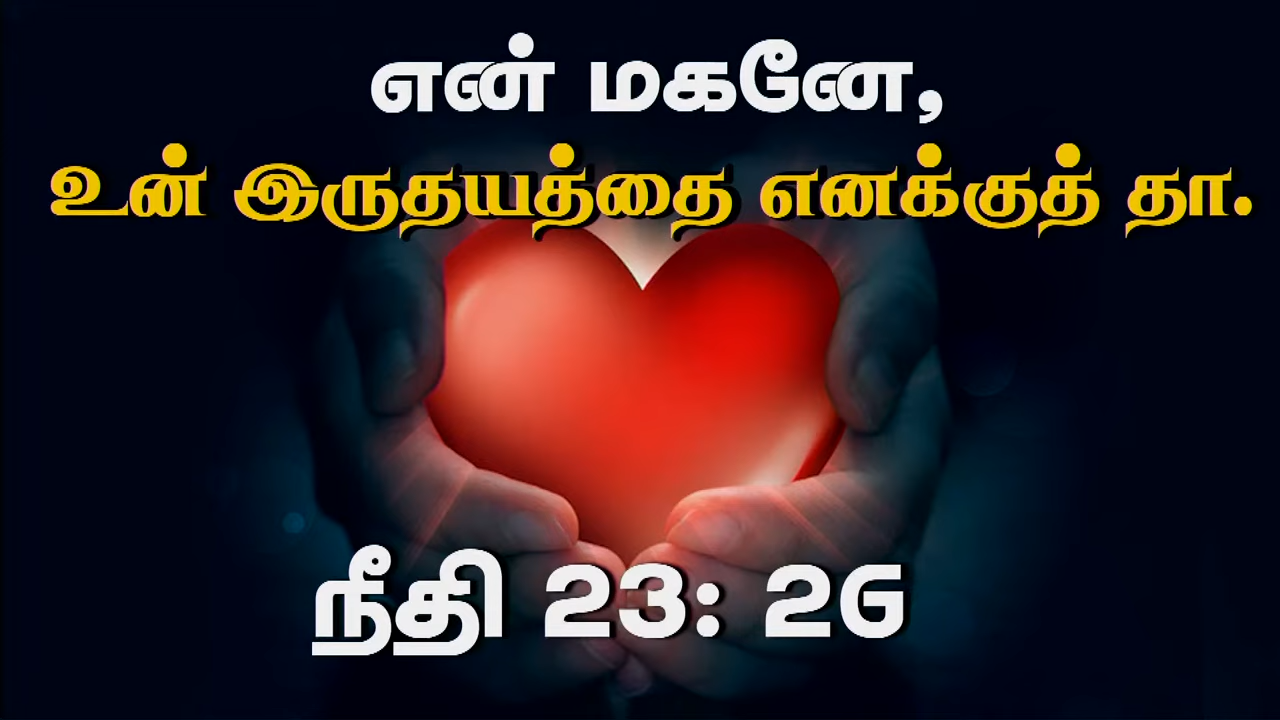 என் மகனே,
உன் இருதயத்தை எனக்குத் தா.
நீதி 23: 26